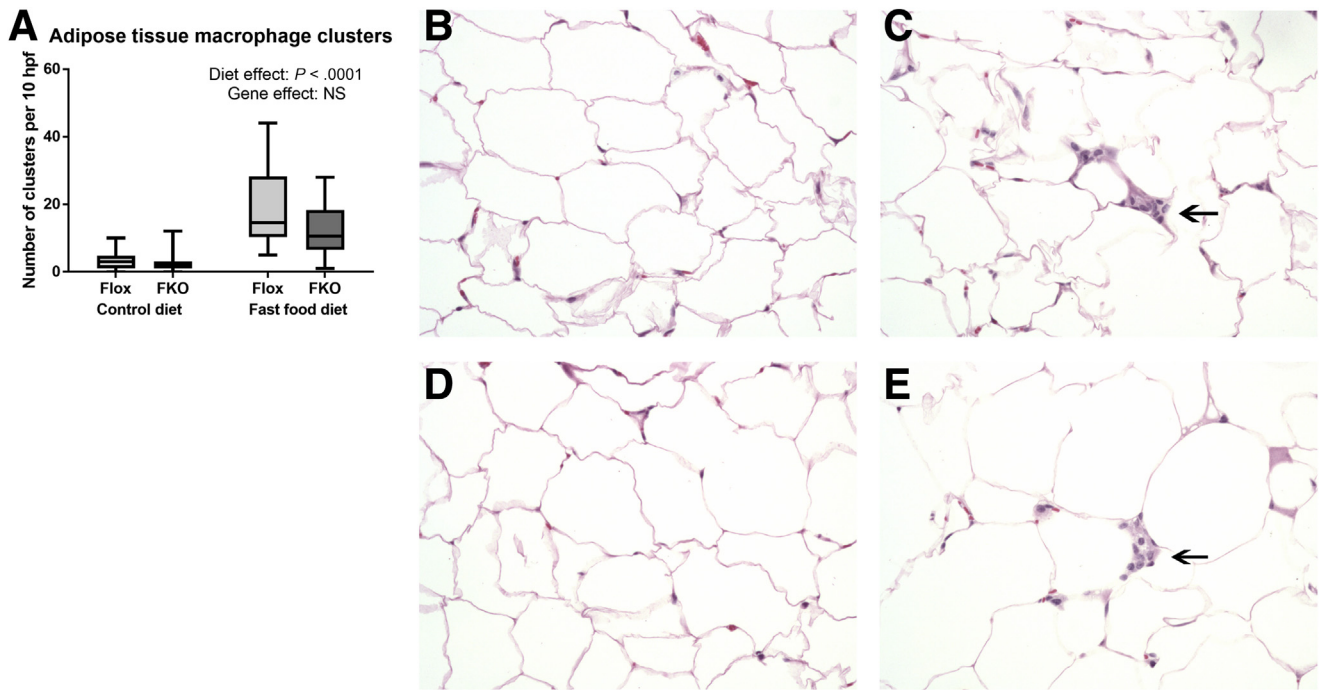 A
Adipose tissue macrophage clusters
Number of clusters per 10 hpf
Diet effect: P < .0001
Gene effect: NS
60
40
20
0
Flox FKO Flox FKO
Control diet Fast food diet
B
C
D
E